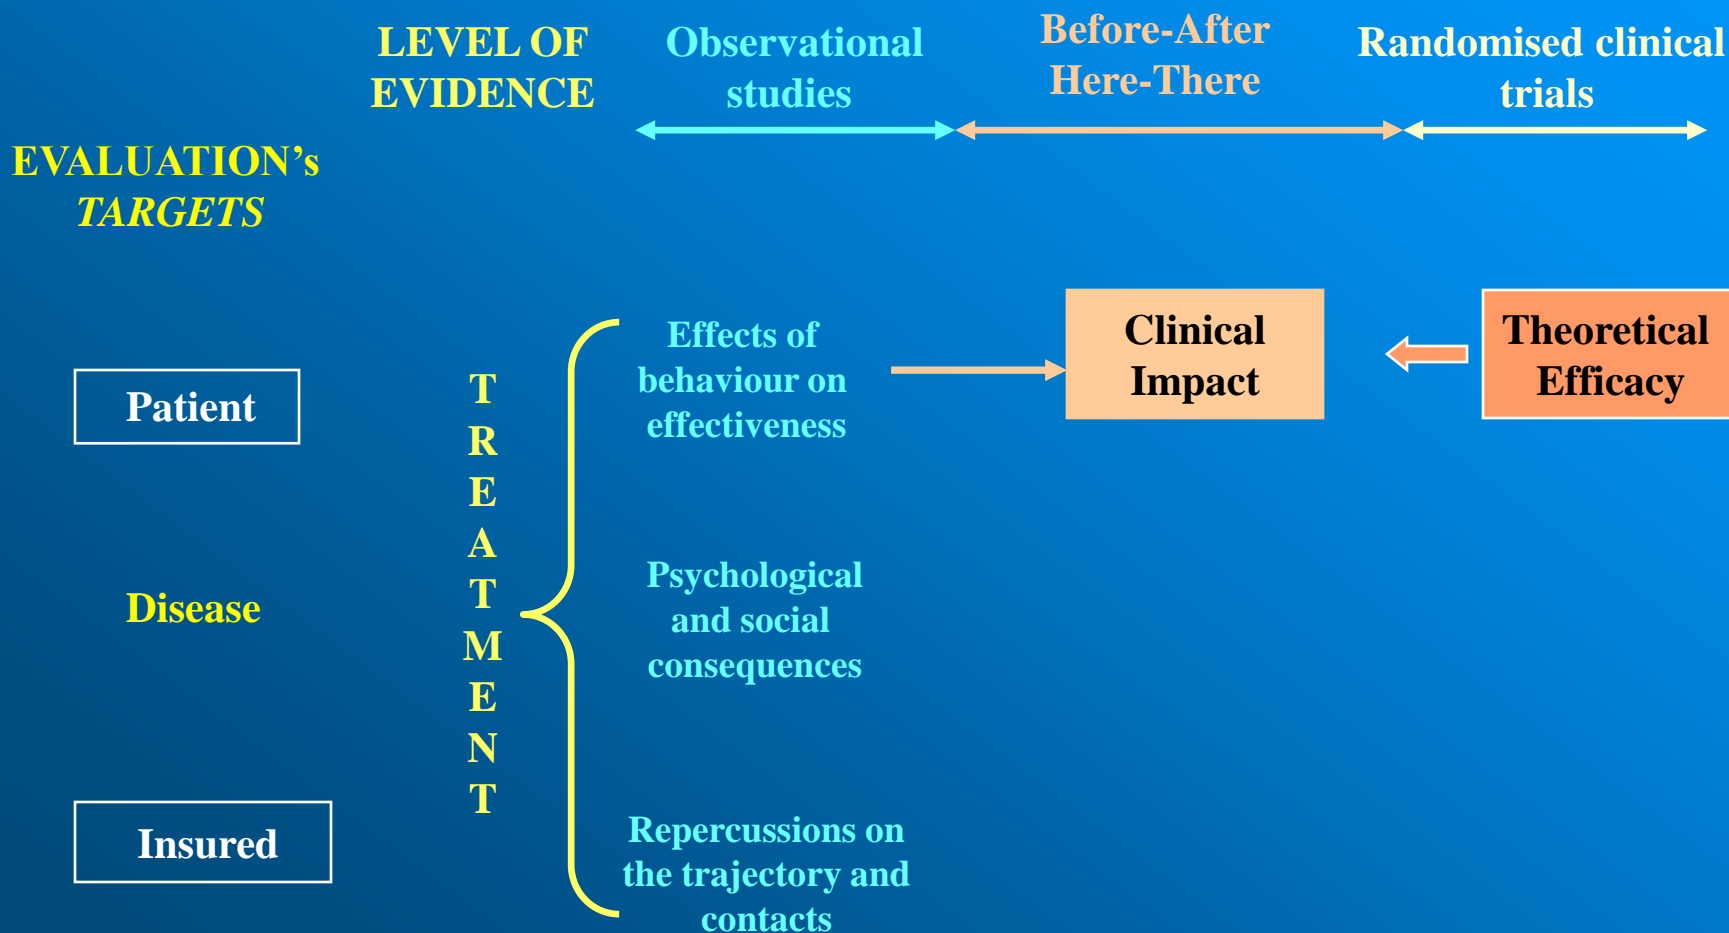 LEVEL OF
EVIDENCE
Observational
studies
Before-After
Here-There
Randomised clinical
trials
EVALUATION's
TARGETS
Patient
Disease
Insured
T
R
E
A
T
M
E
N
T
Effects of
behaviour on
effectiveness
Psychological
and social
consequences
Repercussions on
the trajectory and
contacts
Clinical
Impact
Theoretical
Efficacy